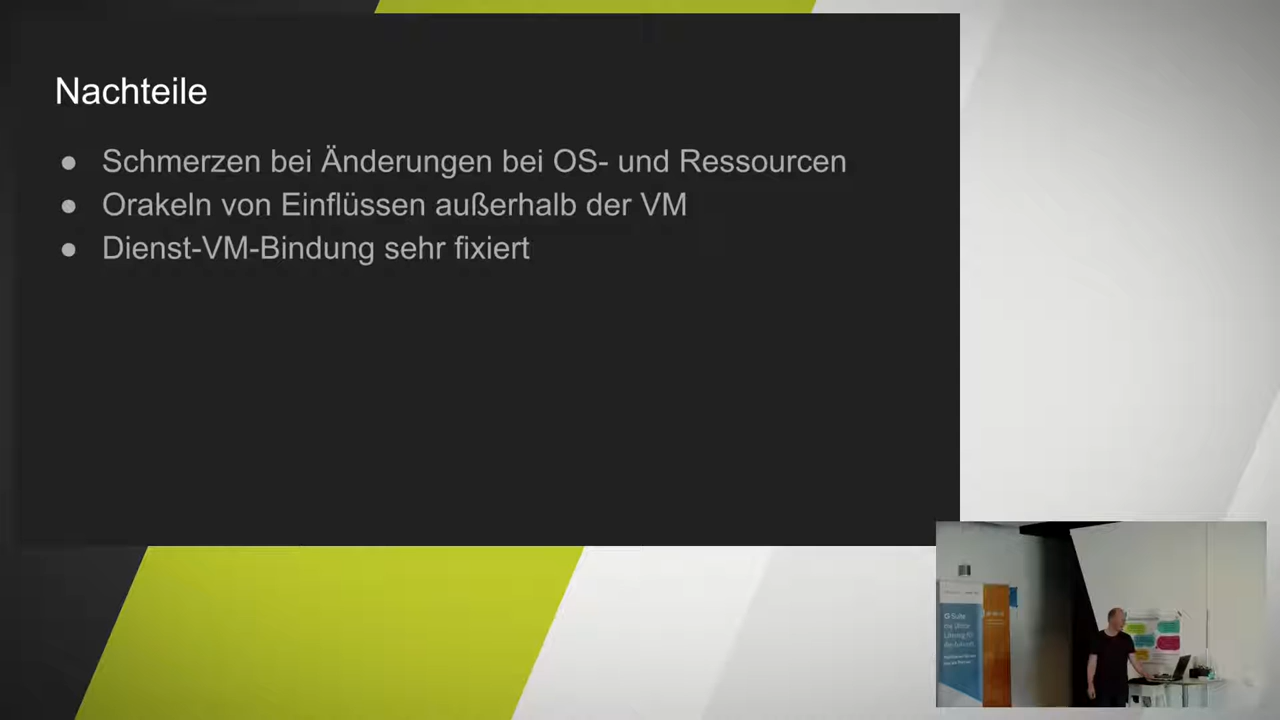 Nachteile
● Schmerzen bei Änderungen bei OS- und Ressourcen
● Orakeln von Einflüssen außerhalb der VM
● Dienst-VM-Bindung sehr fixiert
G Suite